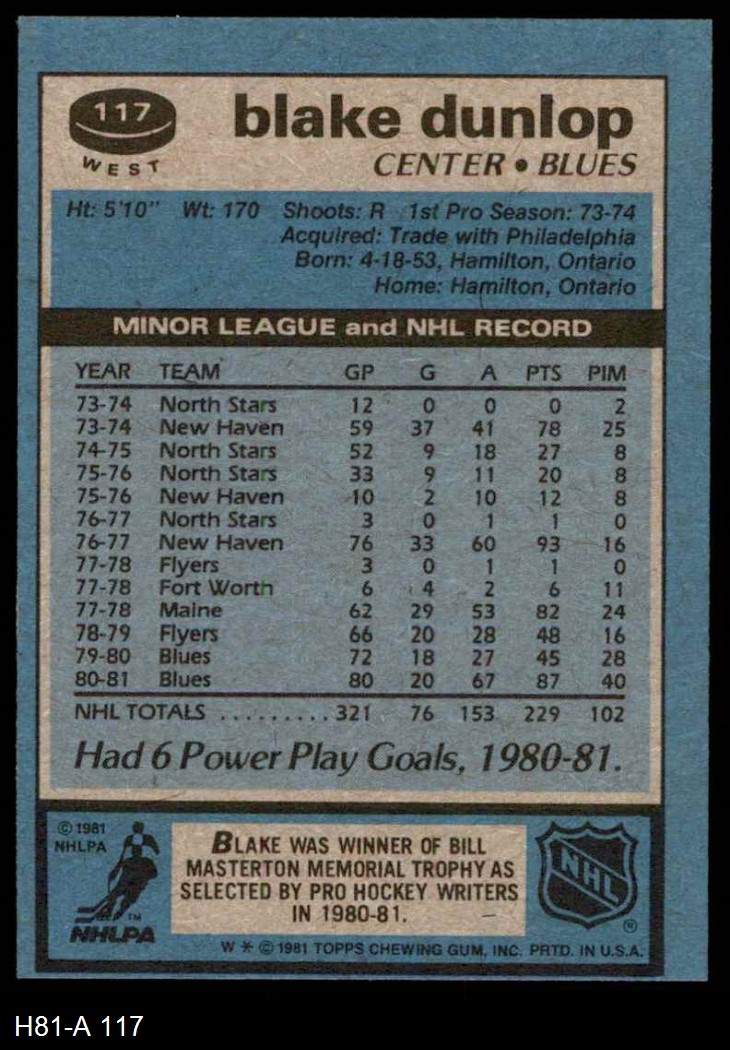 117
WEST
blake dunlop
CENTER • BLUES
Ht: 5'10" Wt: 170 Shoots: R 1st Pro Season: 73-74
Acquired: Trade with Philadelphia
Born: 4-18-53, Hamilton, Ontario
Home: Hamilton, Ontario
MINOR LEAGUE and NHL RECORD
YEAR TEAM GP G A PTS PIM
73-74 North Stars 12 0 0 0 2
73-74 New Haven 59 37 41 78 25
74-75 North Stars 52 9 18 27 8
75-76 North Stars 33 9 11 20 8
75-76 New Haven 10 2 10 12 8
76-77 North Stars 3 0 1 1 0
76-77 New Haven 76 33 60 93 16
77-78 Flyers 3 0 1 1 0
77-78 Fort Worth 6 4 2 6 11
77-78 Maine 62 29 53 82 24
78-79 Flyers 66 20 28 48 16
79-80 Blues 72 18 27 45 28
80-81 Blues 80 20 67 87 40
NHL TOTALS .......... 321 76 153 229 102
Had 6 Power Play Goals, 1980-81.
© 1981
NHLPA
TM
NHLPA
BLAKE WAS WINNER OF BILL
MASTERTON MEMORIAL TROPHY AS
SELECTED BY PRO HOCKEY WRITERS
IN 1980-81.
NHL
®
W * © 1981 TOPPS CHEWING GUM, INC. PRTD. IN U.S.A.
H81-A 117